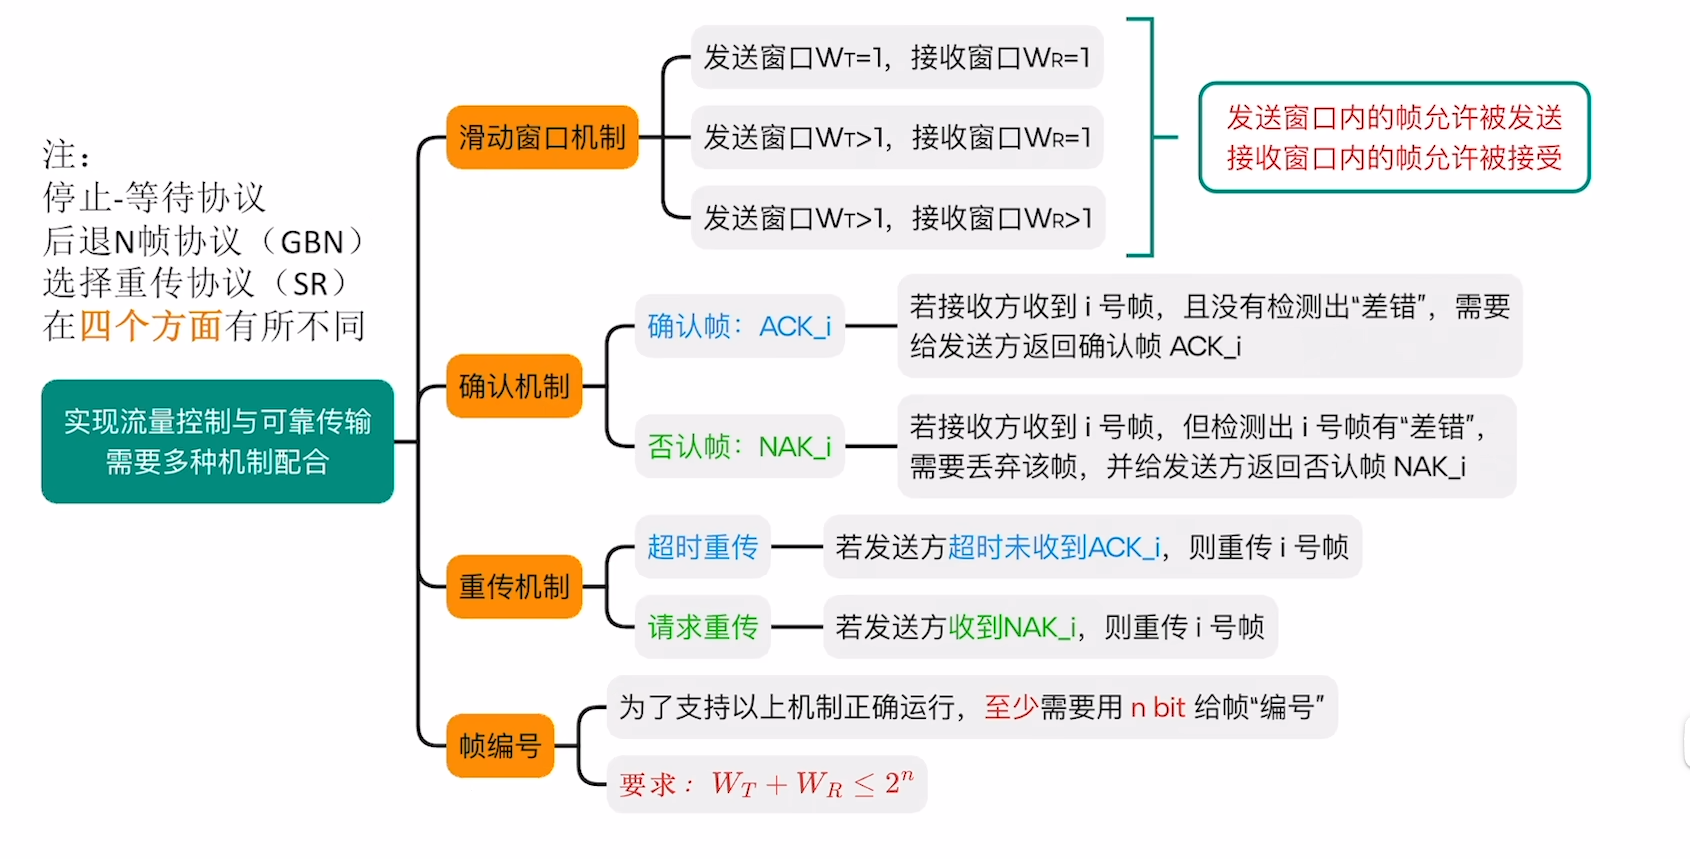 注：
停止-等待协议
后退N帧协议（GBN）
选择重传协议（SR）
在四个方面有所不同
实现流量控制与可靠传输
需要多种机制配合
滑动窗口机制
发送窗口WT=1，接收窗口WR=1
发送窗口WT>1，接收窗口WR=1
发送窗口WT>1，接收窗口WR>1
发送窗口内的帧允许被发送
接收窗口内的帧允许被接受
确认机制
确认帧：ACK_i
若接收方收到 i 号帧，且没有检测出“差错”，需要
给发送方返回确认帧 ACK_i
否认帧：NAK_i
若接收方收到 i 号帧，但检测出 i 号帧有“差错”，
需要丢弃该帧，并给发送方返回否认帧 NAK_i
重传机制
超时重传
若发送方超时未收到ACK_i，则重传 i 号帧
请求重传
若发送方收到NAK_i，则重传 i 号帧
帧编号
为了支持以上机制正确运行，至少需要用 n bit 给帧“编号”
要求：W_T + W_R ≤ 2^n